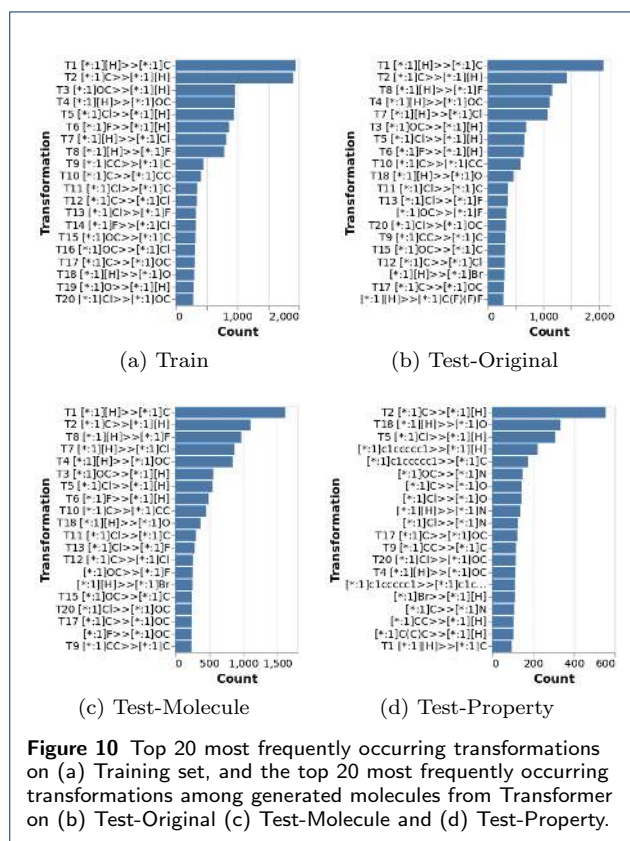 T1 [*:1][H]>>[*:1]C
T2 [*:1]C>>[*:1][H]
T3 [*:1]OC>>[*:1][H]
T4 [*:1][H]>>[*:1]OC
T5 [*:1]Cl>>[*:1][H]
T6 [*:1]F>>[*:1][H]
T7 [*:1][H]>>[*:1]Cl
T8 [*:1][H]>>[*:1]F
T9 [*:1]CC>>[*:1]C
T10 [*:1]C>>[*:1]CC
T11 [*:1]Cl>>[*:1]C
T12 [*:1]C>>[*:1]Cl
T13 [*:1]Cl>>[*:1]F
T14 [*:1]F>>[*:1]Cl
T15 [*:1]OC>>[*:1]C
T16 [*:1]OC>>[*:1]Cl
T17 [*:1]C>>[*:1]OC
T18 [*:1][H]>>[*:1]O
T19 [*:1]O>>[*:1][H]
T20 [*:1]Cl>>[*:1]OC
Transformation
0 1,000 2,000
Count
(a) Train
T1 [*:1][H]>>[*:1]C
T2 [*:1]C>>[*:1][H]
T8 [*:1][H]>>[*:1]F
T4 [*:1][H]>>[*:1]OC
T7 [*:1][H]>>[*:1]Cl
T3 [*:1]OC>>[*:1][H]
T5 [*:1]Cl>>[*:1][H]
T6 [*:1]F>>[*:1][H]
T10 [*:1]C>>[*:1]CC
T18 [*:1][H]>>[*:1]O
T11 [*:1]Cl>>[*:1]C
T13 [*:1]Cl>>[*:1]F
[*:1]OC>>[*:1]F
T20 [*:1]Cl>>[*:1]OC
T9 [*:1]CC>>[*:1]C
T15 [*:1]OC>>[*:1]C
T12 [*:1]C>>[*:1]Cl
[*:1][H]>>[*:1]Br
T17 [*:1]C>>[*:1]OC
[*:1][H]>>[*:1]C(F)(F)F
Transformation
0 1,000 2,000
Count
(b) Test-Original
T1 [*:1][H]>>[*:1]C
T2 [*:1]C>>[*:1][H]
T8 [*:1][H]>>[*:1]F
T7 [*:1][H]>>[*:1]Cl
T4 [*:1][H]>>[*:1]OC
T3 [*:1]OC>>[*:1][H]
T5 [*:1]Cl>>[*:1][H]
T6 [*:1]F>>[*:1][H]
T10 [*:1]C>>[*:1]CC
T18 [*:1][H]>>[*:1]O
T11 [*:1]Cl>>[*:1]C
T13 [*:1]Cl>>[*:1]F
T12 [*:1]C>>[*:1]Cl
[*:1]OC>>[*:1]F
[*:1][H]>>[*:1]Br
T15 [*:1]OC>>[*:1]C
T20 [*:1]Cl>>[*:1]OC
T17 [*:1]C>>[*:1]OC
[*:1]F>>[*:1]OC
T9 [*:1]CC>>[*:1]C
Transformation
0 500 1,000 1,500
Count
(c) Test-Molecule
T2 [*:1]C>>[*:1][H]
T18 [*:1][H]>>[*:1]O
T5 [*:1]Cl>>[*:1][H]
[*:1]c1ccccc1>>[*:1][H]
[*:1]c1ccccc1>>[*:1]C
[*:1]OC>>[*:1]N
[*:1]C>>[*:1]O
[*:1]Cl>>[*:1]O
[*:1][H]>>[*:1]N
[*:1]Cl>>[*:1]N
T17 [*:1]C>>[*:1]OC
T9 [*:1]CC>>[*:1]C
T20 [*:1]Cl>>[*:1]OC
T4 [*:1][H]>>[*:1]OC
[*:1]c1ccccc1>>[*:1]c1c...
[*:1]Br>>[*:1][H]
[*:1]C>>[*:1]N
[*:1]CC>>[*:1][H]
[*:1]C(C)C>>[*:1][H]
T1 [*:1][H]>>[*:1]C
Transformation
0 200 400 600
Count
(d) Test-Property
Figure 10 Top 20 most frequently occurring transformations
on (a) Training set, and the top 20 most frequently occurring
transformations among generated molecules from Transformer
on (b) Test-Original (c) Test-Molecule and (d) Test-Property.